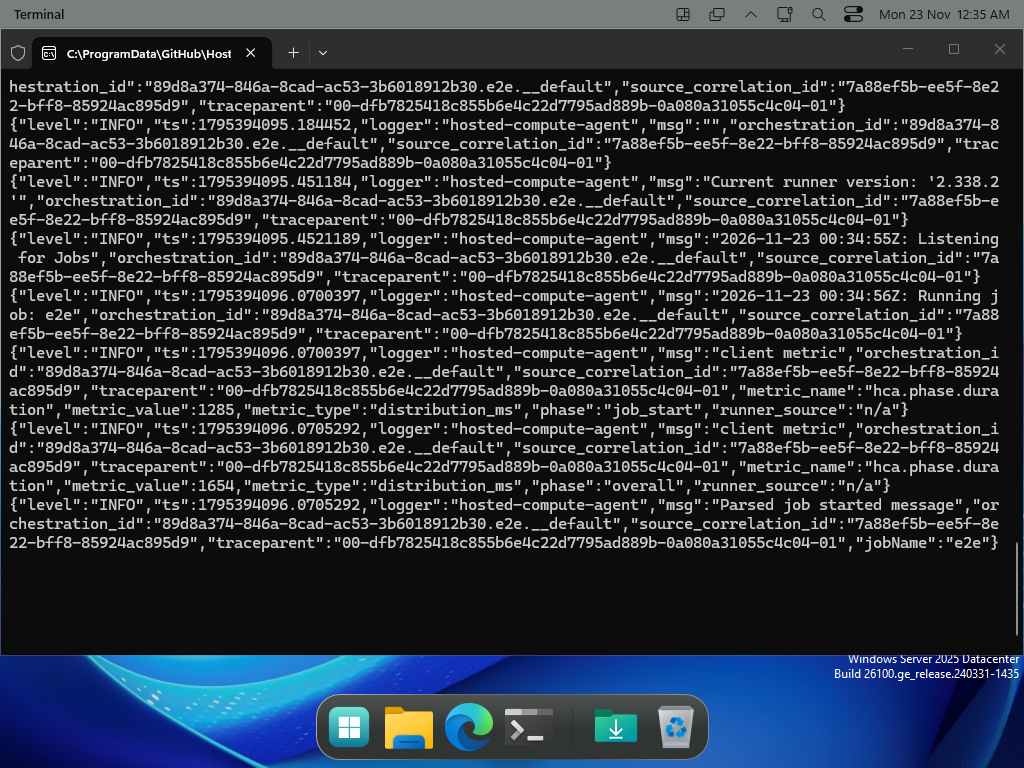 Terminal
Mon 23 Nov 12:35 AM
C:\ProgramData\GitHub\Host
hestration_id":"89d8a374-846a-8cad-ac53-3b6018912b30.e2e.__default","source_correlation_id":"7a88ef5b-ee5f-8e2
2-bff8-85924ac895d9","traceparent":"00-dfb7825418c855b6e4c22d7795ad889b-0a080a31055c4c04-01"}
{"level":"INFO","ts":1795394095.184452,"logger":"hosted-compute-agent","msg":"","orchestration_id":"89d8a374-8
46a-8cad-ac53-3b6018912b30.e2e.__default","source_correlation_id":"7a88ef5b-ee5f-8e22-bff8-85924ac895d9","trac
eparent":"00-dfb7825418c855b6e4c22d7795ad889b-0a080a31055c4c04-01"}
{"level":"INFO","ts":1795394095.451184,"logger":"hosted-compute-agent","msg":"Current runner version: '2.338.2
'","orchestration_id":"89d8a374-846a-8cad-ac53-3b6018912b30.e2e.__default","source_correlation_id":"7a88ef5b-e
e5f-8e22-bff8-85924ac895d9","traceparent":"00-dfb7825418c855b6e4c22d7795ad889b-0a080a31055c4c04-01"}
{"level":"INFO","ts":1795394095.4521189,"logger":"hosted-compute-agent","msg":"2026-11-23 00:34:55Z: Listening
 for Jobs","orchestration_id":"89d8a374-846a-8cad-ac53-3b6018912b30.e2e.__default","source_correlation_id":"7a
88ef5b-ee5f-8e22-bff8-85924ac895d9","traceparent":"00-dfb7825418c855b6e4c22d7795ad889b-0a080a31055c4c04-01"}
{"level":"INFO","ts":1795394096.0700397,"logger":"hosted-compute-agent","msg":"2026-11-23 00:34:56Z: Running j
ob: e2e","orchestration_id":"89d8a374-846a-8cad-ac53-3b6018912b30.e2e.__default","source_correlation_id":"7a88
ef5b-ee5f-8e22-bff8-85924ac895d9","traceparent":"00-dfb7825418c855b6e4c22d7795ad889b-0a080a31055c4c04-01"}
{"level":"INFO","ts":1795394096.0700397,"logger":"hosted-compute-agent","msg":"client metric","orchestration_i
d":"89d8a374-846a-8cad-ac53-3b6018912b30.e2e.__default","source_correlation_id":"7a88ef5b-ee5f-8e22-bff8-85924
ac895d9","traceparent":"00-dfb7825418c855b6e4c22d7795ad889b-0a080a31055c4c04-01","metric_name":"hca.phase.dura
tion","metric_value":1285,"metric_type":"distribution_ms","phase":"job_start","runner_source":"n/a"}
{"level":"INFO","ts":1795394096.0705292,"logger":"hosted-compute-agent","msg":"client metric","orchestration_i
d":"89d8a374-846a-8cad-ac53-3b6018912b30.e2e.__default","source_correlation_id":"7a88ef5b-ee5f-8e22-bff8-85924
ac895d9","traceparent":"00-dfb7825418c855b6e4c22d7795ad889b-0a080a31055c4c04-01","metric_name":"hca.phase.dura
tion","metric_value":1654,"metric_type":"distribution_ms","phase":"overall","runner_source":"n/a"}
{"level":"INFO","ts":1795394096.0705292,"logger":"hosted-compute-agent","msg":"Parsed job started message","or
chestration_id":"89d8a374-846a-8cad-ac53-3b6018912b30.e2e.__default","source_correlation_id":"7a88ef5b-ee5f-8e
22-bff8-85924ac895d9","traceparent":"00-dfb7825418c855b6e4c22d7795ad889b-0a080a31055c4c04-01","jobName":"e2e"}
Windows Server 2025 Datacenter
Build 26100.ge_release.240331-1435